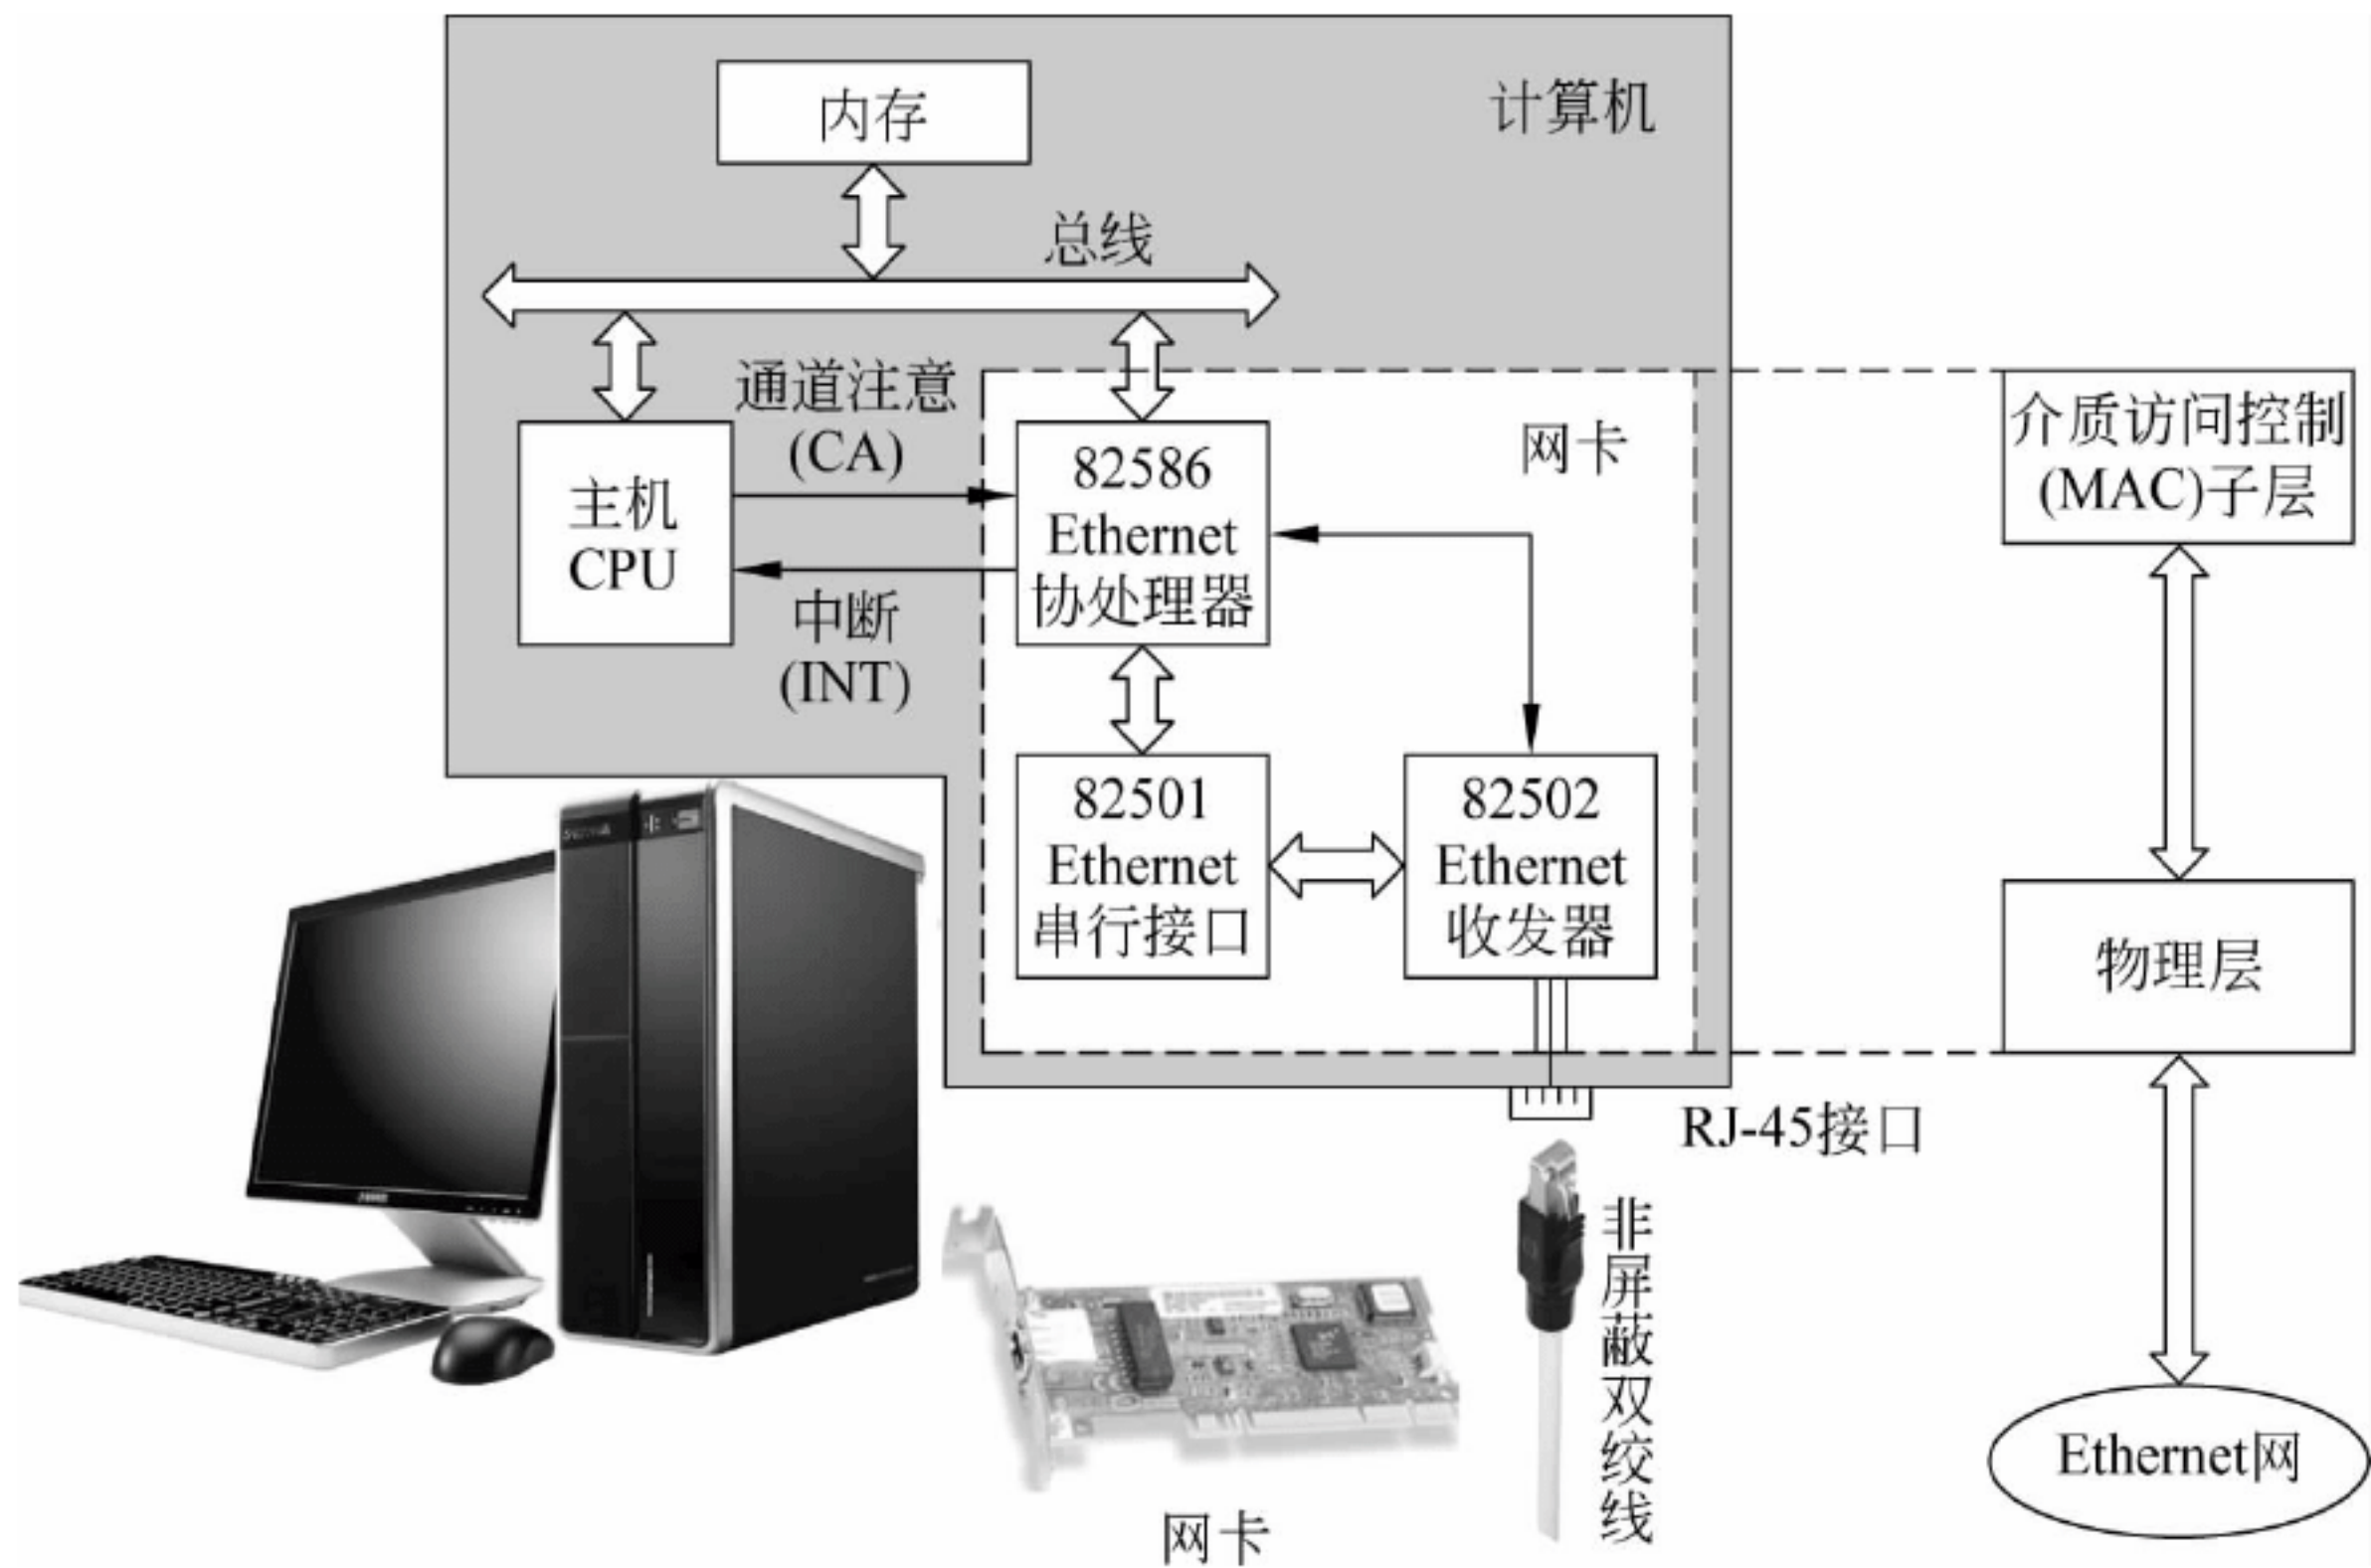 计算机
内存
总线
通道注意
(CA)
主机
CPU
中断
(INT)
网卡
82586
Ethernet
协处理器
82501
Ethernet
串行接口
82502
Ethernet
收发器
介质访问控制
(MAC)子层
物理层
RJ-45接口
非屏蔽双绞线
网卡
Ethernet网